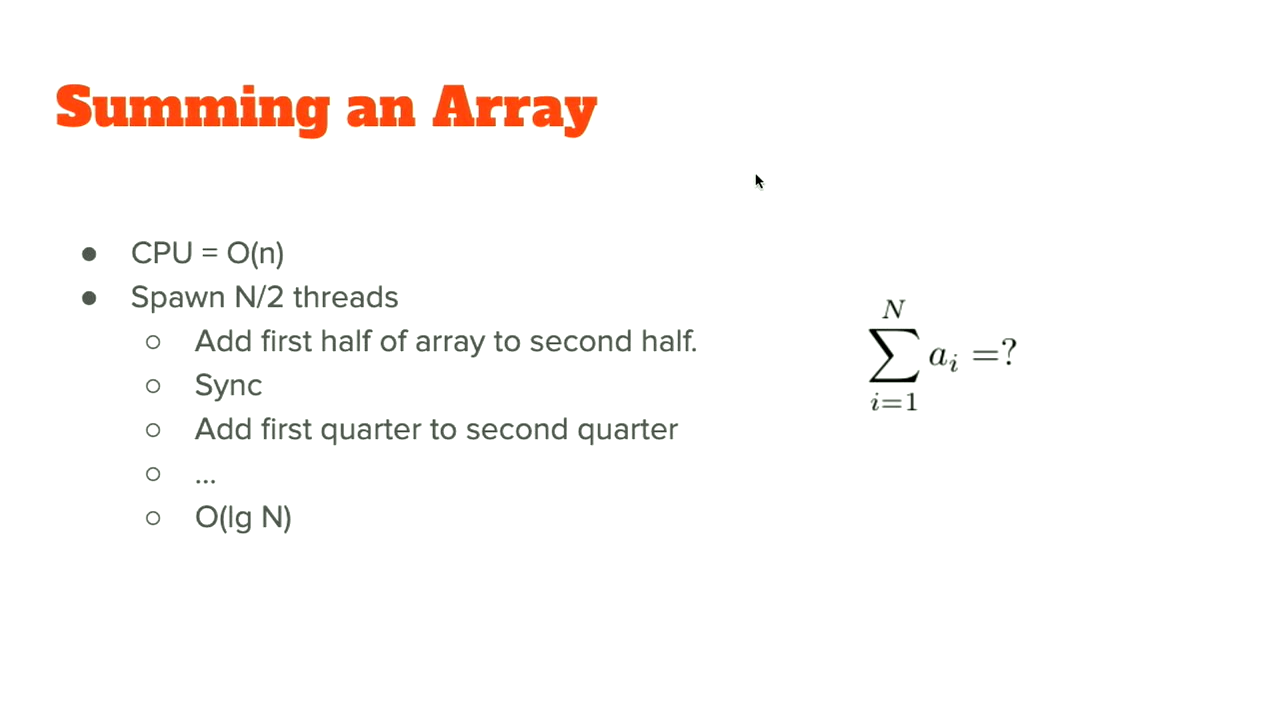 Summing an Array
● CPU = O(n)
● Spawn N/2 threads
○ Add first half of array to second half.
○ Sync
○ Add first quarter to second quarter
○ ...
○ O(lg N)
N
∑ aᵢ =?
i=1